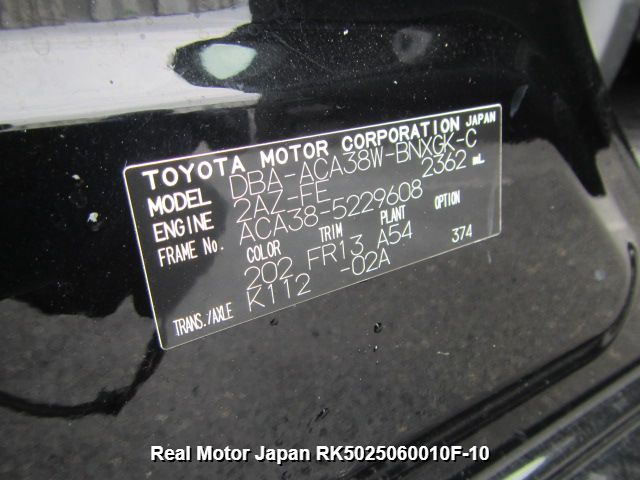 TOYOTA MOTOR CORPORATION JAPAN
MODEL DBA-ACA38W-BNXGK-C
ENGINE 2AZ-FE 2362 mL
FRAME No. ACA38-5229608
COLOR TRIM PLANT OPTION
202 FR13 A54 374
TRANS./AXLE K112 -02A
Real Motor Japan RK5025060010F-10